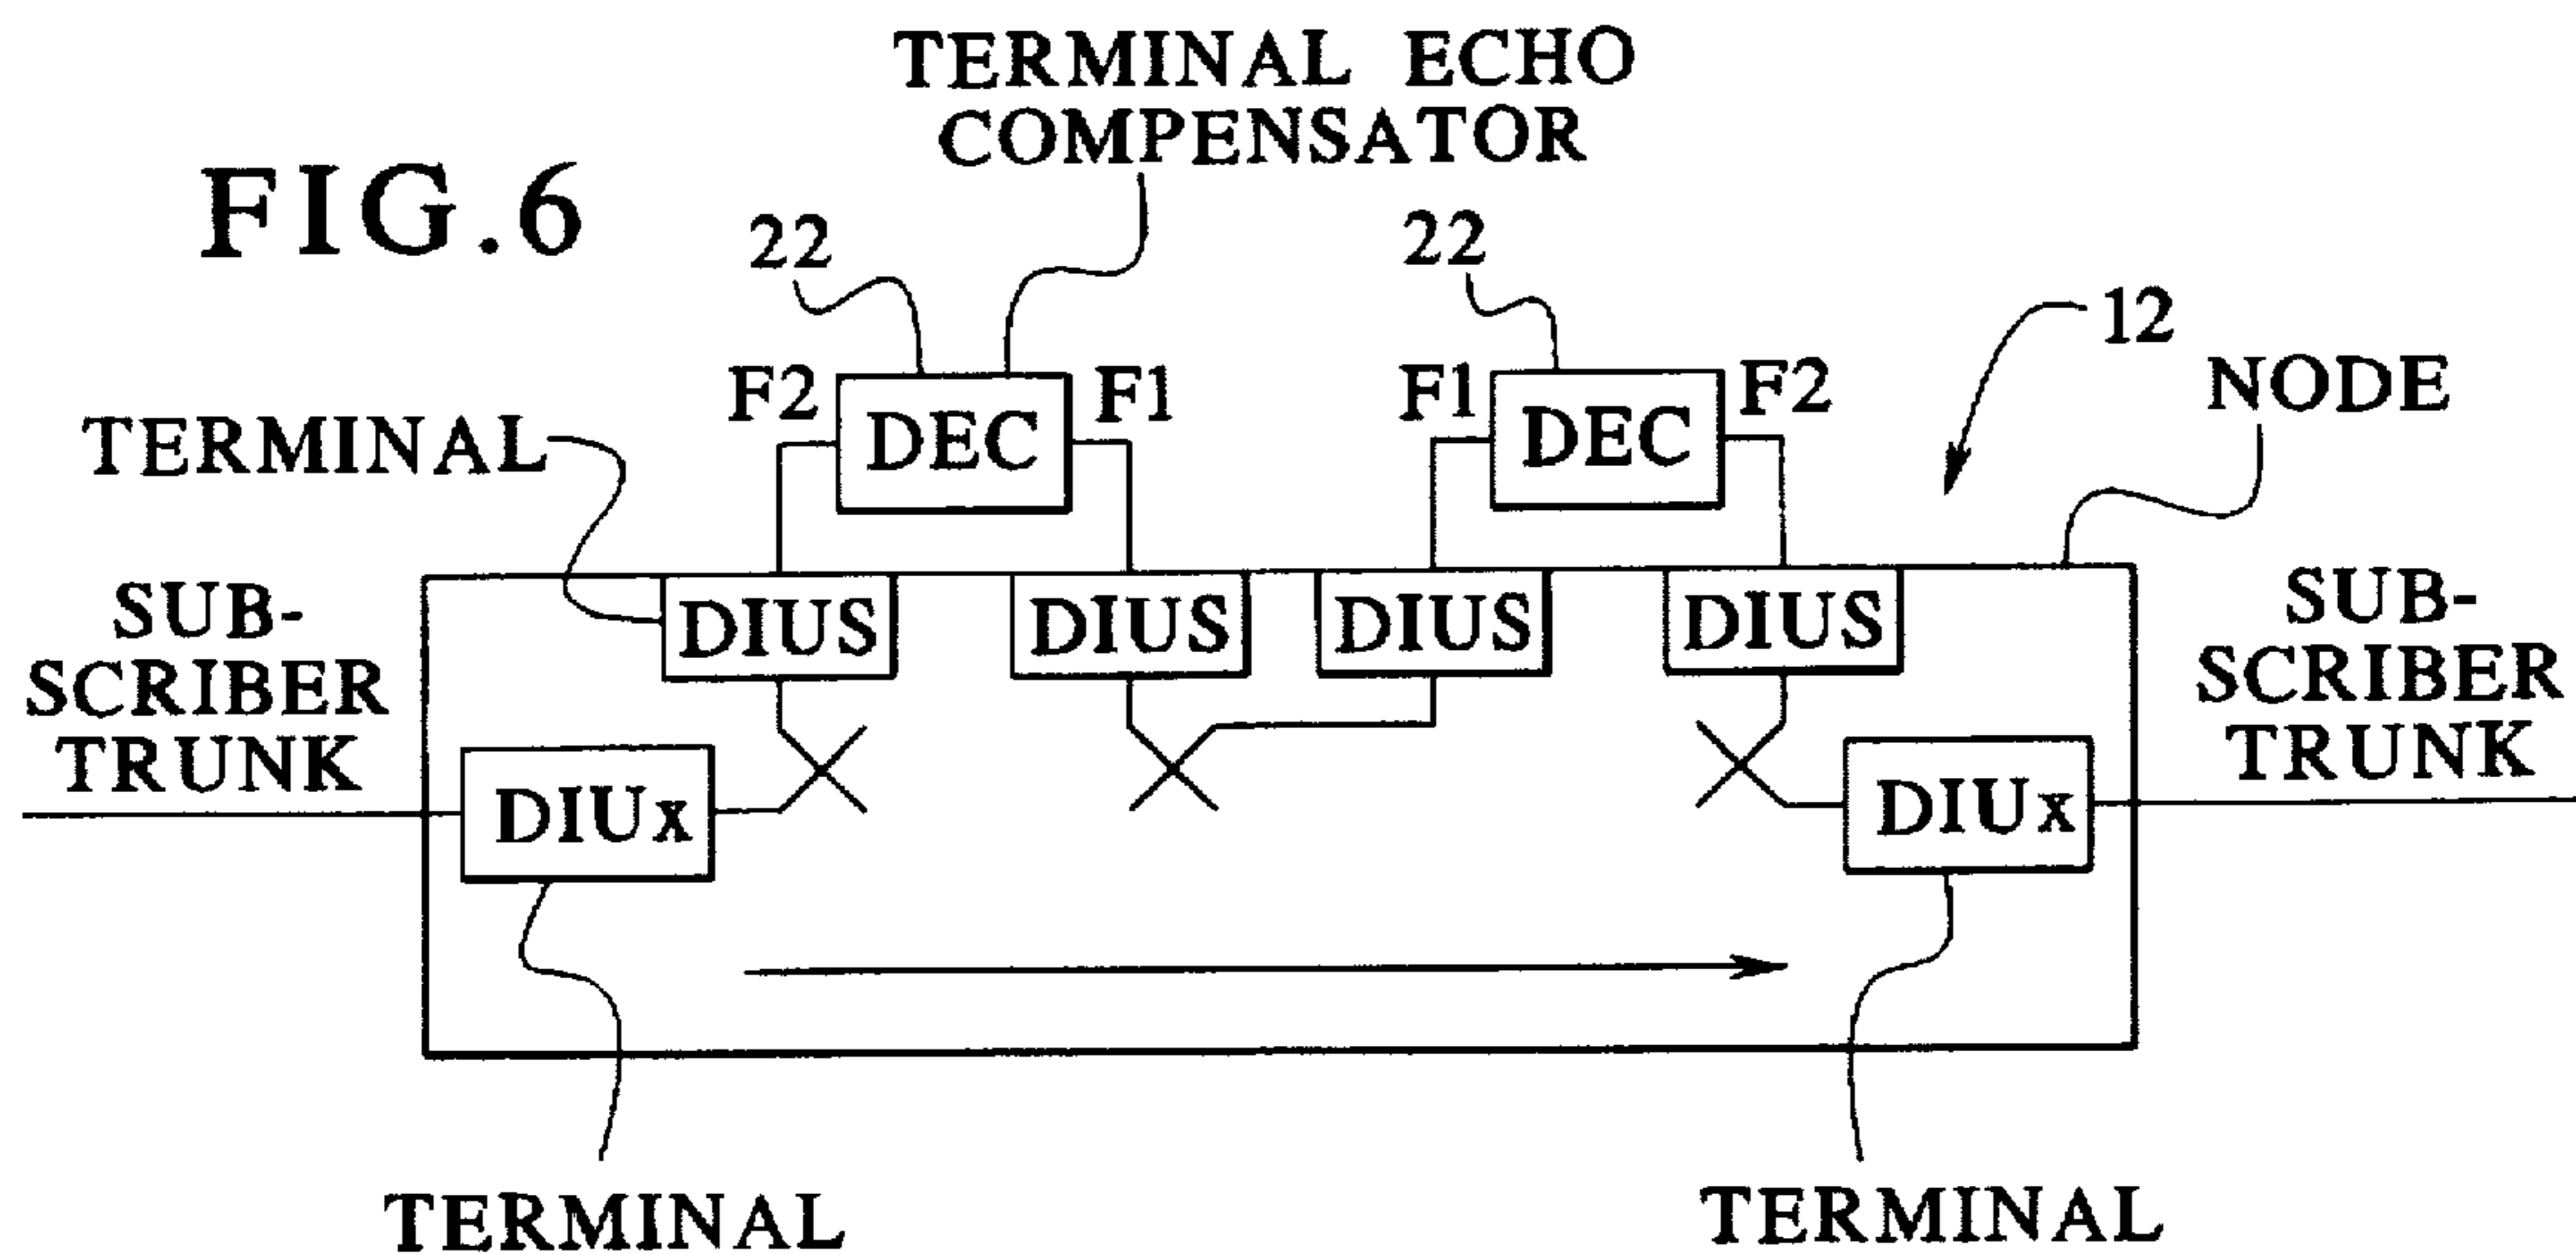 TERMINAL ECHO
COMPENSATOR
FIG.6
22
22
12
NODE
F2
DEC
F1
F1
DEC
F2
TERMINAL
SUB-
SCRIBER
TRUNK
DIUS
DIUS
DIUS
DIUS
SUB-
SCRIBER
TRUNK
DIUx
DIUx
TERMINAL
TERMINAL